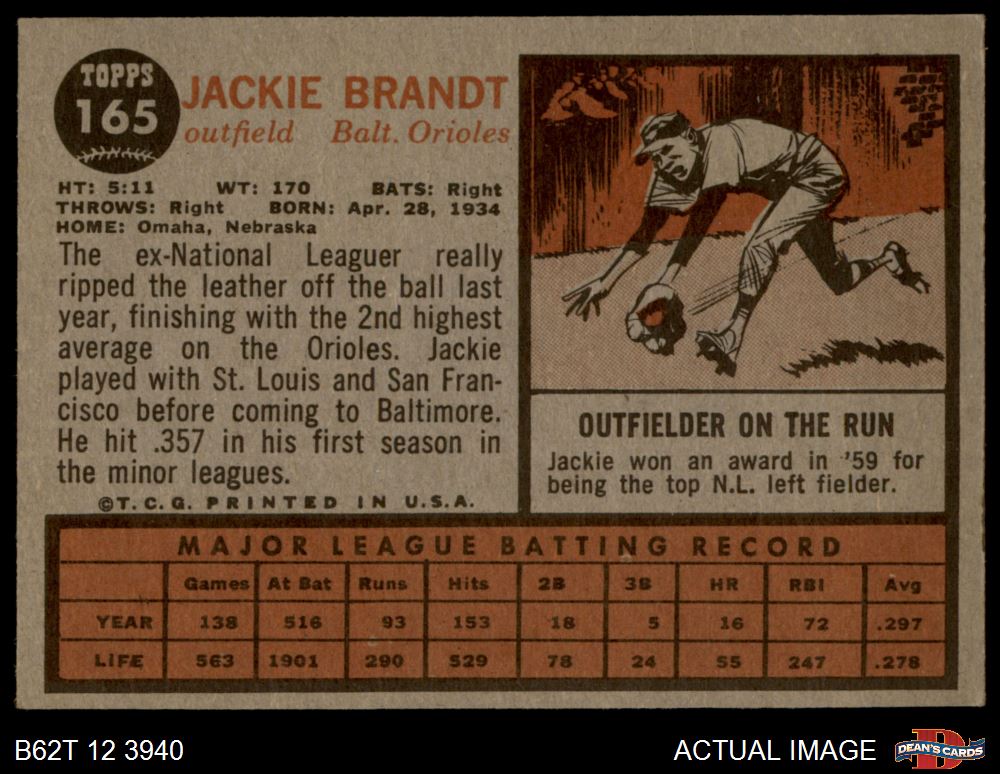 TOPPS
165
JACKIE BRANDT
outfield Balt. Orioles
HT: 5:11 WT: 170 BATS: Right
THROWS: Right BORN: Apr. 28, 1934
HOME: Omaha, Nebraska
The ex-National Leaguer really
ripped the leather off the ball last
year, finishing with the 2nd highest
average on the Orioles. Jackie
played with St. Louis and San Fran-
cisco before coming to Baltimore.
He hit .357 in his first season in
the minor leagues.
©T.C.G. PRINTED IN U.S.A.
OUTFIELDER ON THE RUN
Jackie won an award in '59 for
being the top N.L. left fielder.
MAJOR LEAGUE BATTING RECORD
Games At Bat Runs Hits 2B 3B HR RBI Avg
YEAR 138 516 93 153 18 5 16 72 .297
LIFE 563 1901 290 529 78 24 55 247 .278
B62T 12 3940
ACTUAL IMAGE
D
DEAN'S CARDS